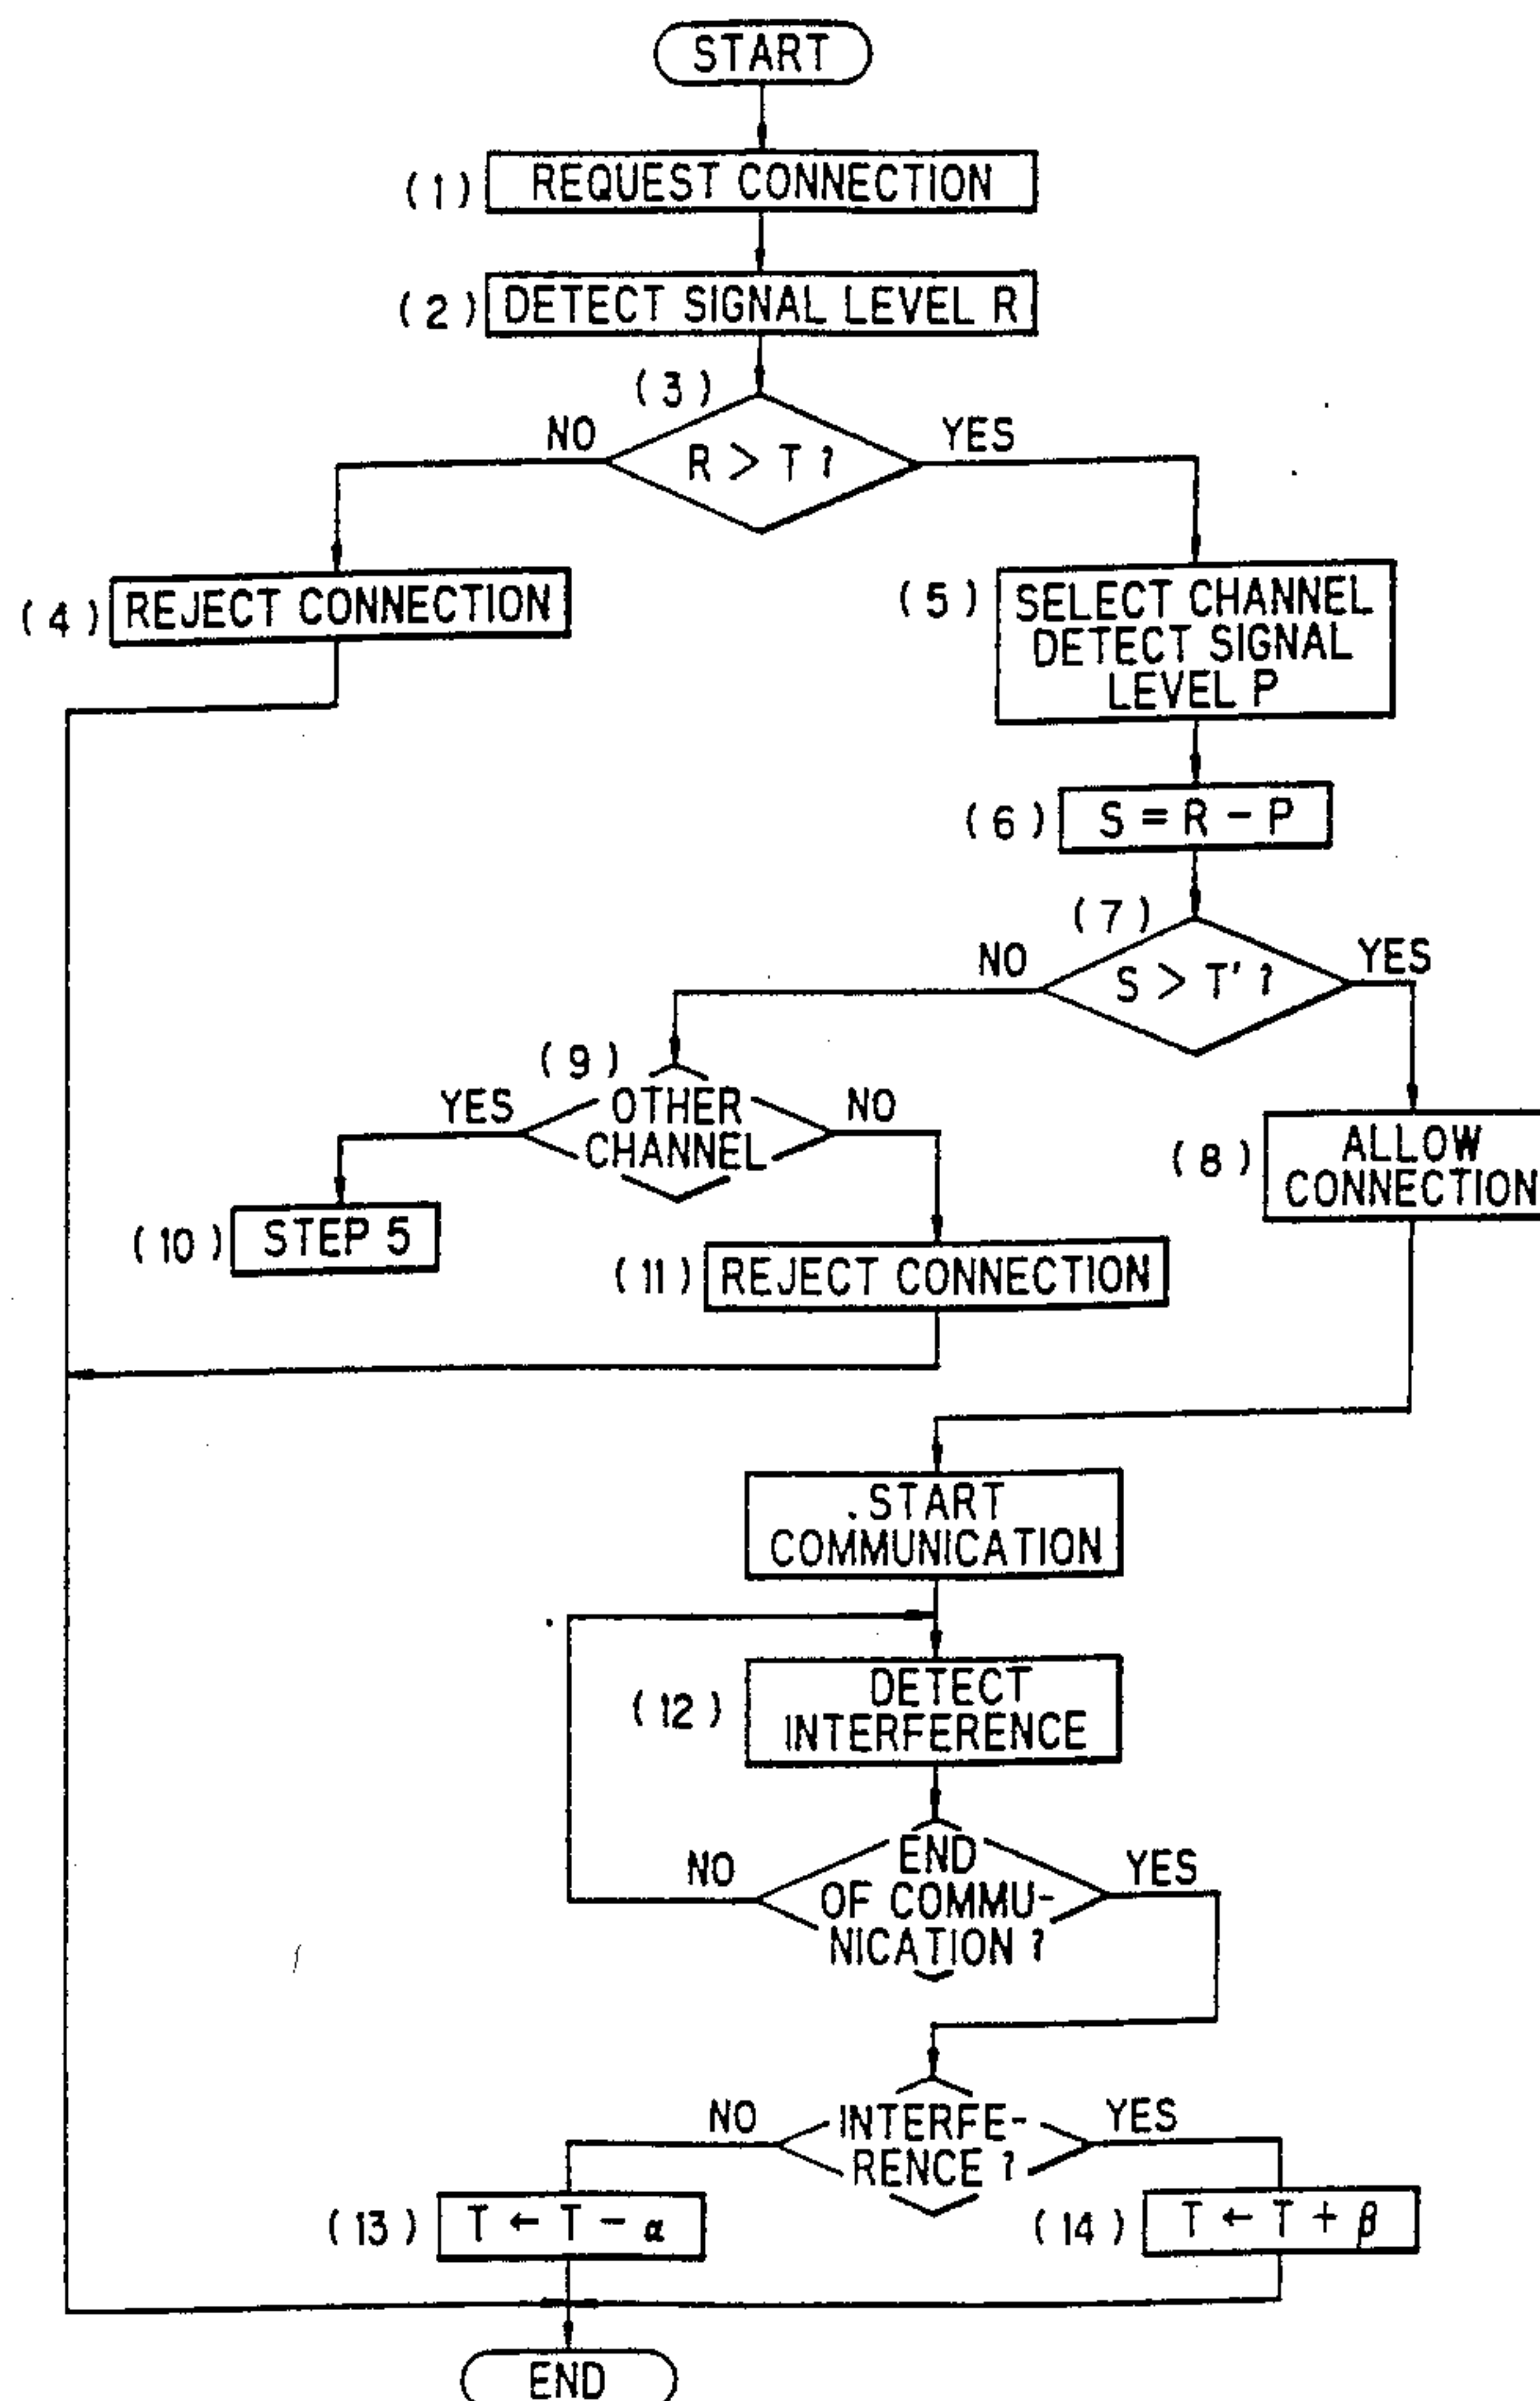 START
(1) REQUEST CONNECTION
(2) DETECT SIGNAL LEVEL R
(3)
NO
R > T ?
YES
(4) REJECT CONNECTION
(5) SELECT CHANNEL
DETECT SIGNAL
LEVEL P
(6) S = R - P
(7)
NO
S > T' ?
YES
(9)
YES
OTHER
CHANNEL
NO
(8) ALLOW
CONNECTION
(10) STEP 5
(11) REJECT CONNECTION
START
COMMUNICATION
(12) DETECT
INTERFERENCE
NO
END
OF COMMU-
NICATION ?
YES
NO
INTERFE-
RENCE ?
YES
(13) T ← T - α
(14) T ← T + β
END